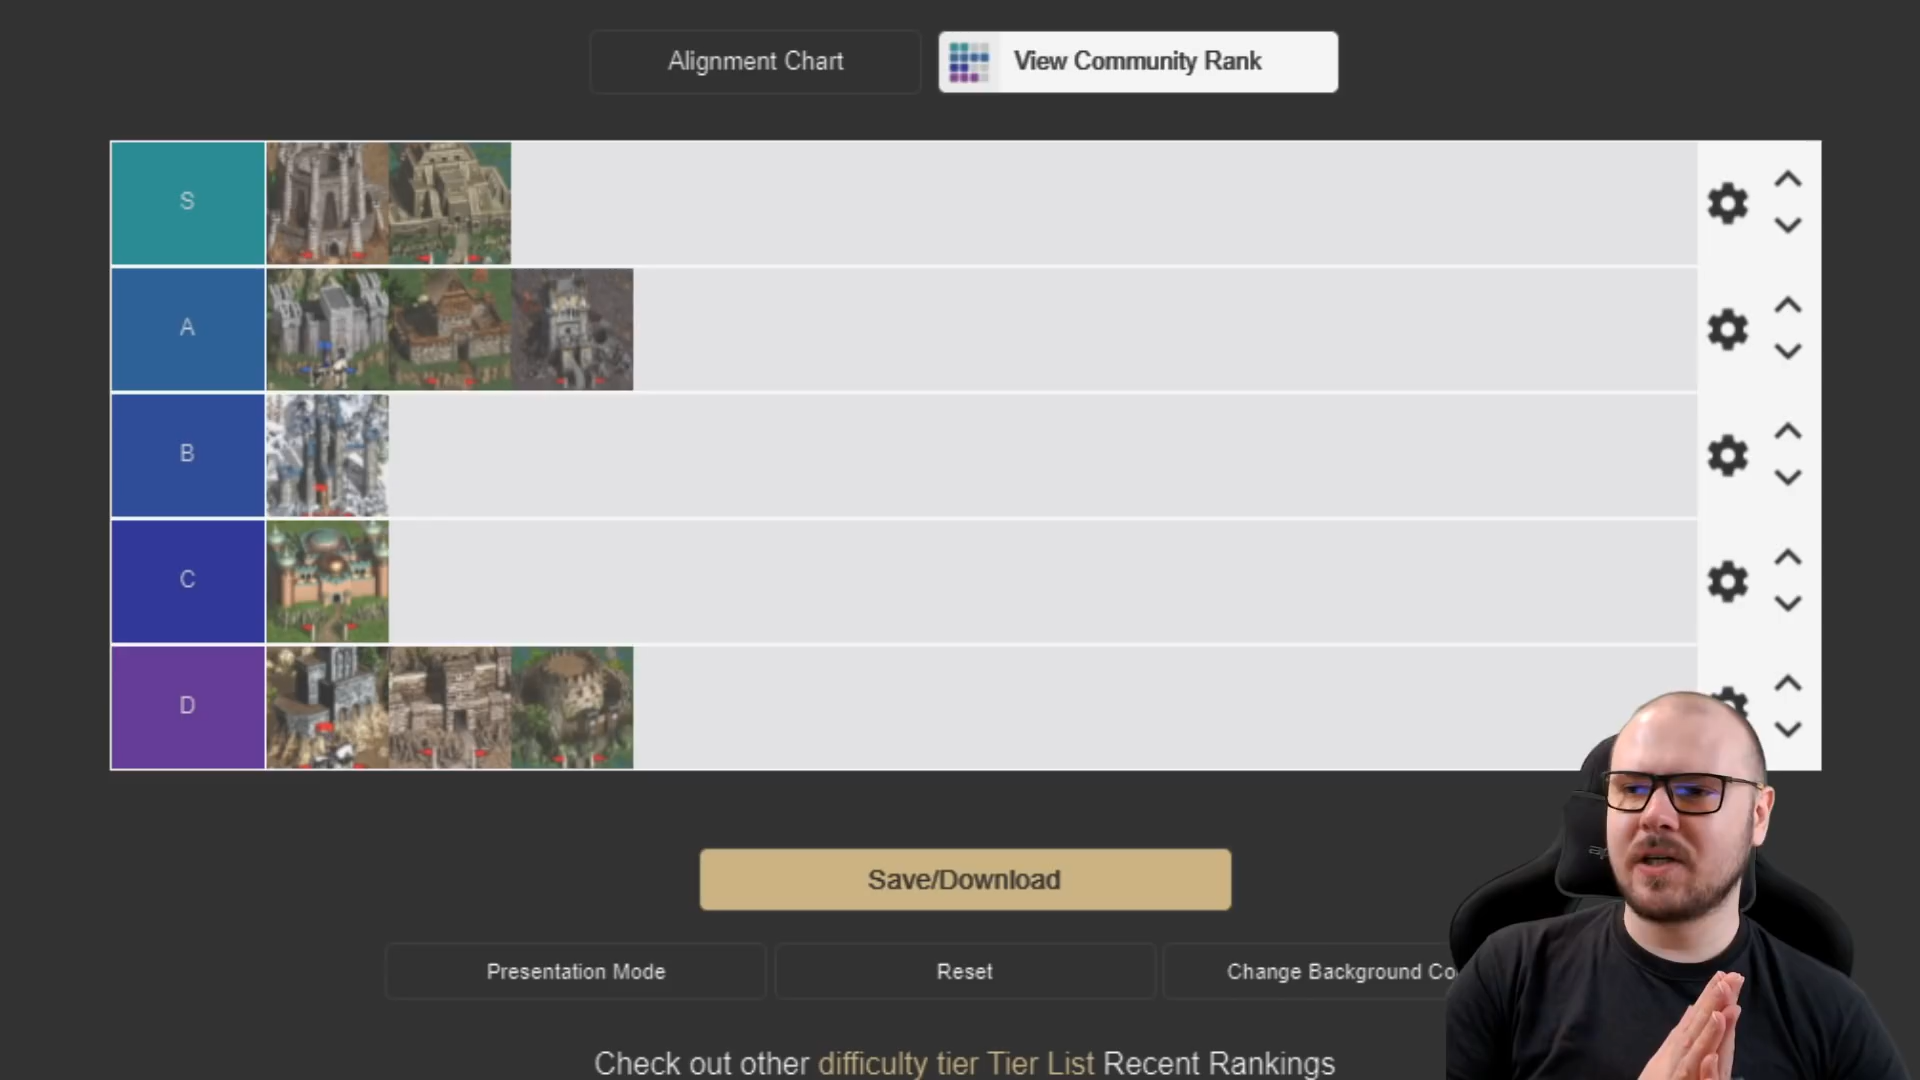 Alignment Chart
View Community Rank
S
A
B
C
D
Save/Download
Presentation Mode
Reset
Change Background
Check out other difficulty tier Tier List Recent Rankings